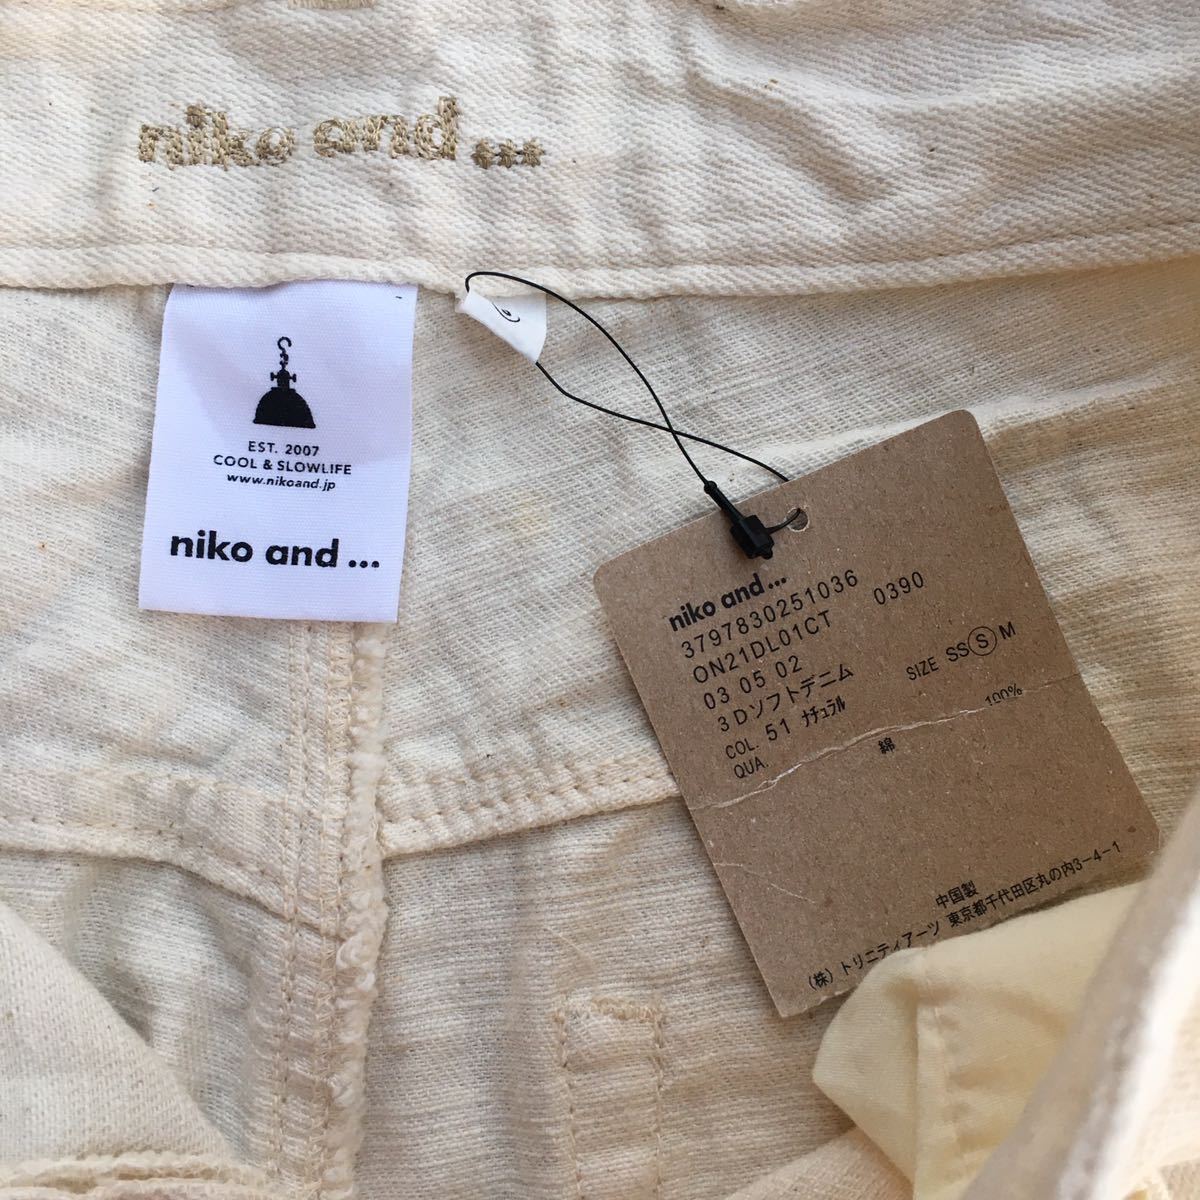 niko and...
EST. 2007
COOL & SLOWLIFE
www.nikoand.jp
niko and ...
niko and ...
3797830251036
ON21DL01CT 0390
03 05 02
3Dソフトデニム SIZE SS S M
COL. 51 ナチュラル
QUA. 綿 100%
中国製
(株)トリニティアーツ 東京都千代田区丸の内3-4-1